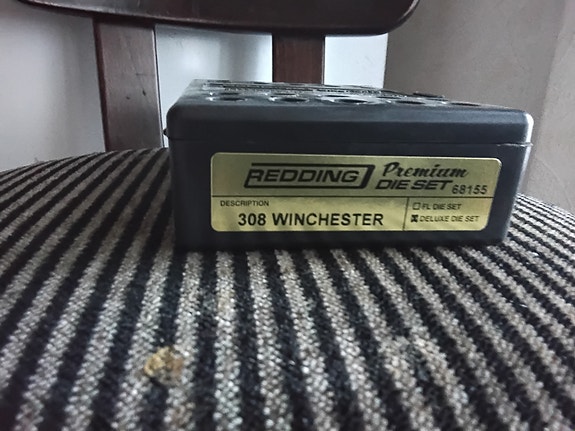 REDDING Premium
DIE SET 68155
DESCRIPTION
308 WINCHESTER
FL DIE SET
DELUXE DIE SET